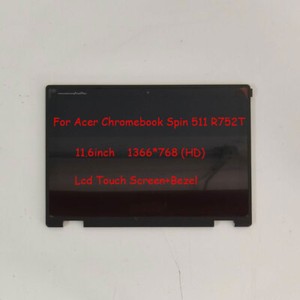 For Acer Chromebook Spin 511 R752T
11.6inch 1366*768 (HD)
Lcd Touch Screen+Bezel